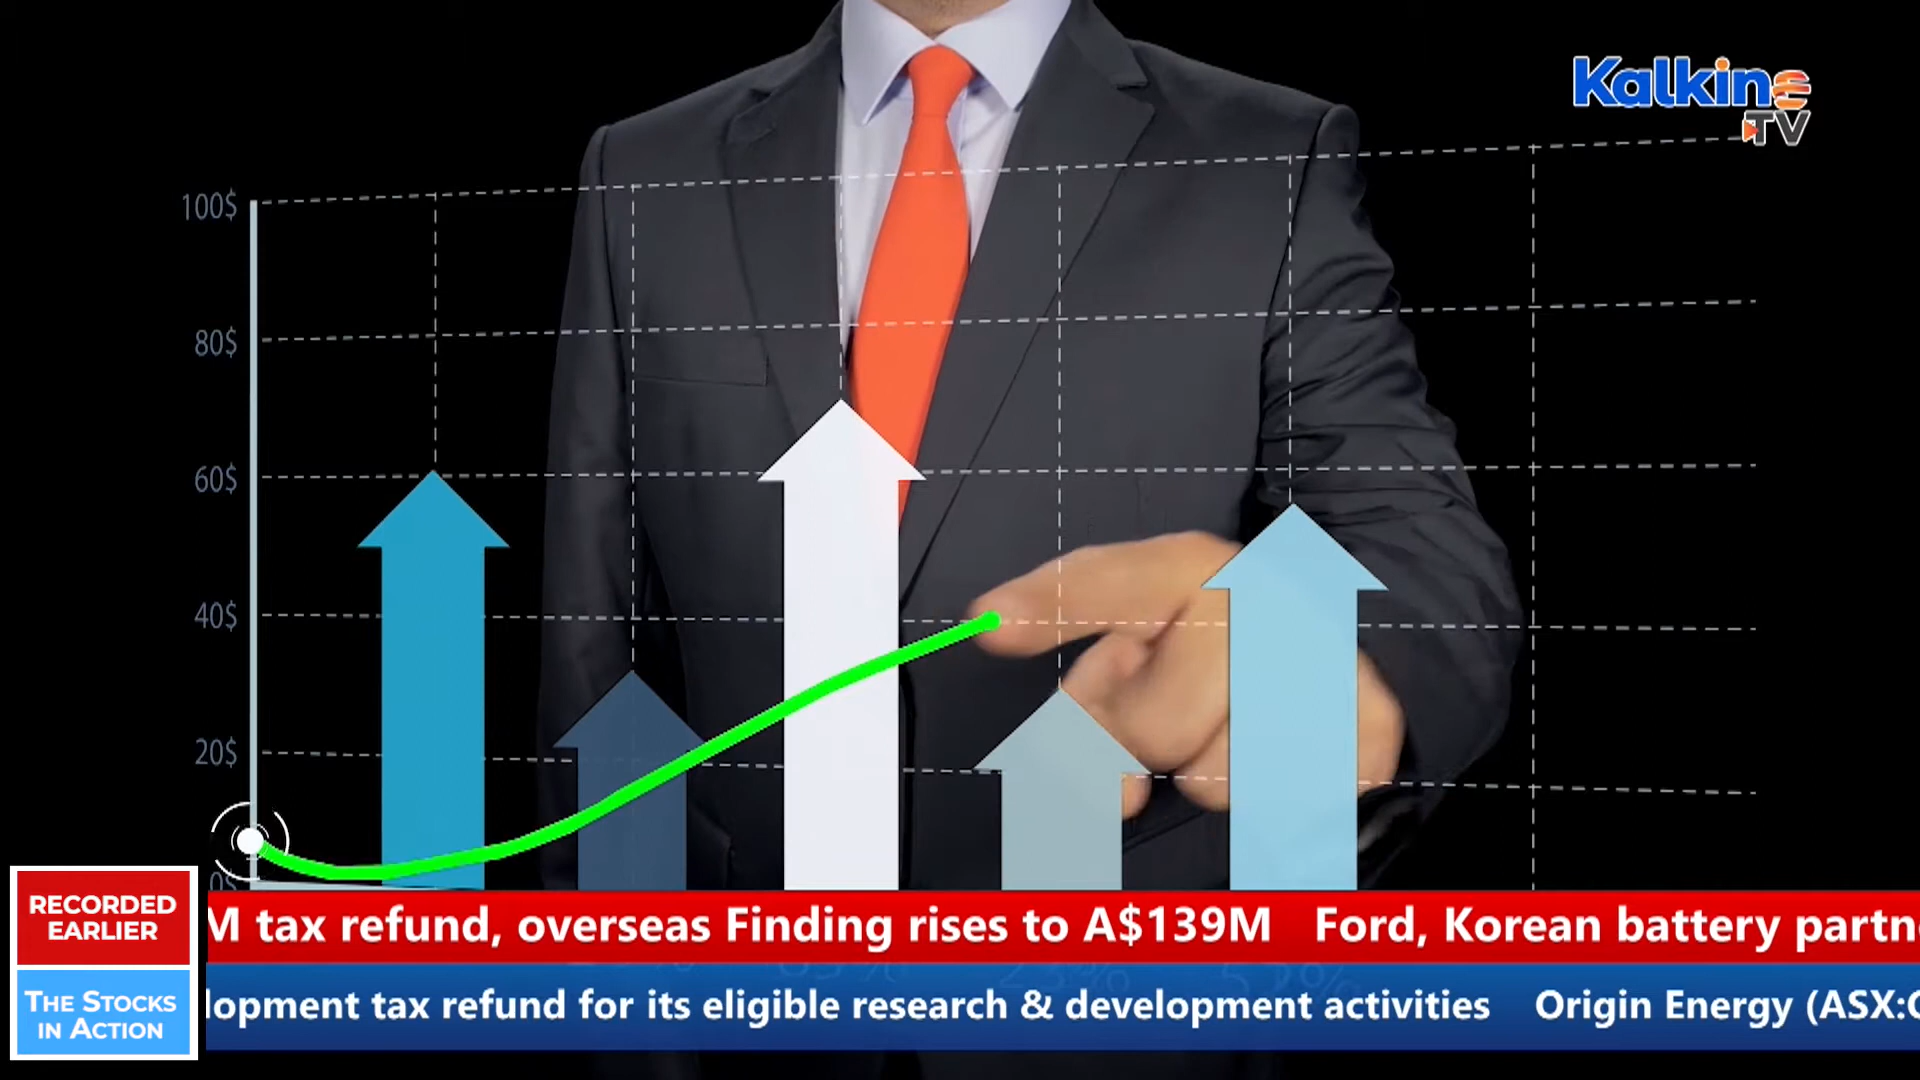 Kalkine
TV
100$
80$
60$
40$
20$
0$
RECORDED
EARLIER
M tax refund, overseas Finding rises to A$139M Ford, Korean battery partn
THE STOCKS
IN ACTION
lopment tax refund for its eligible research & development activities Origin Energy (ASX: